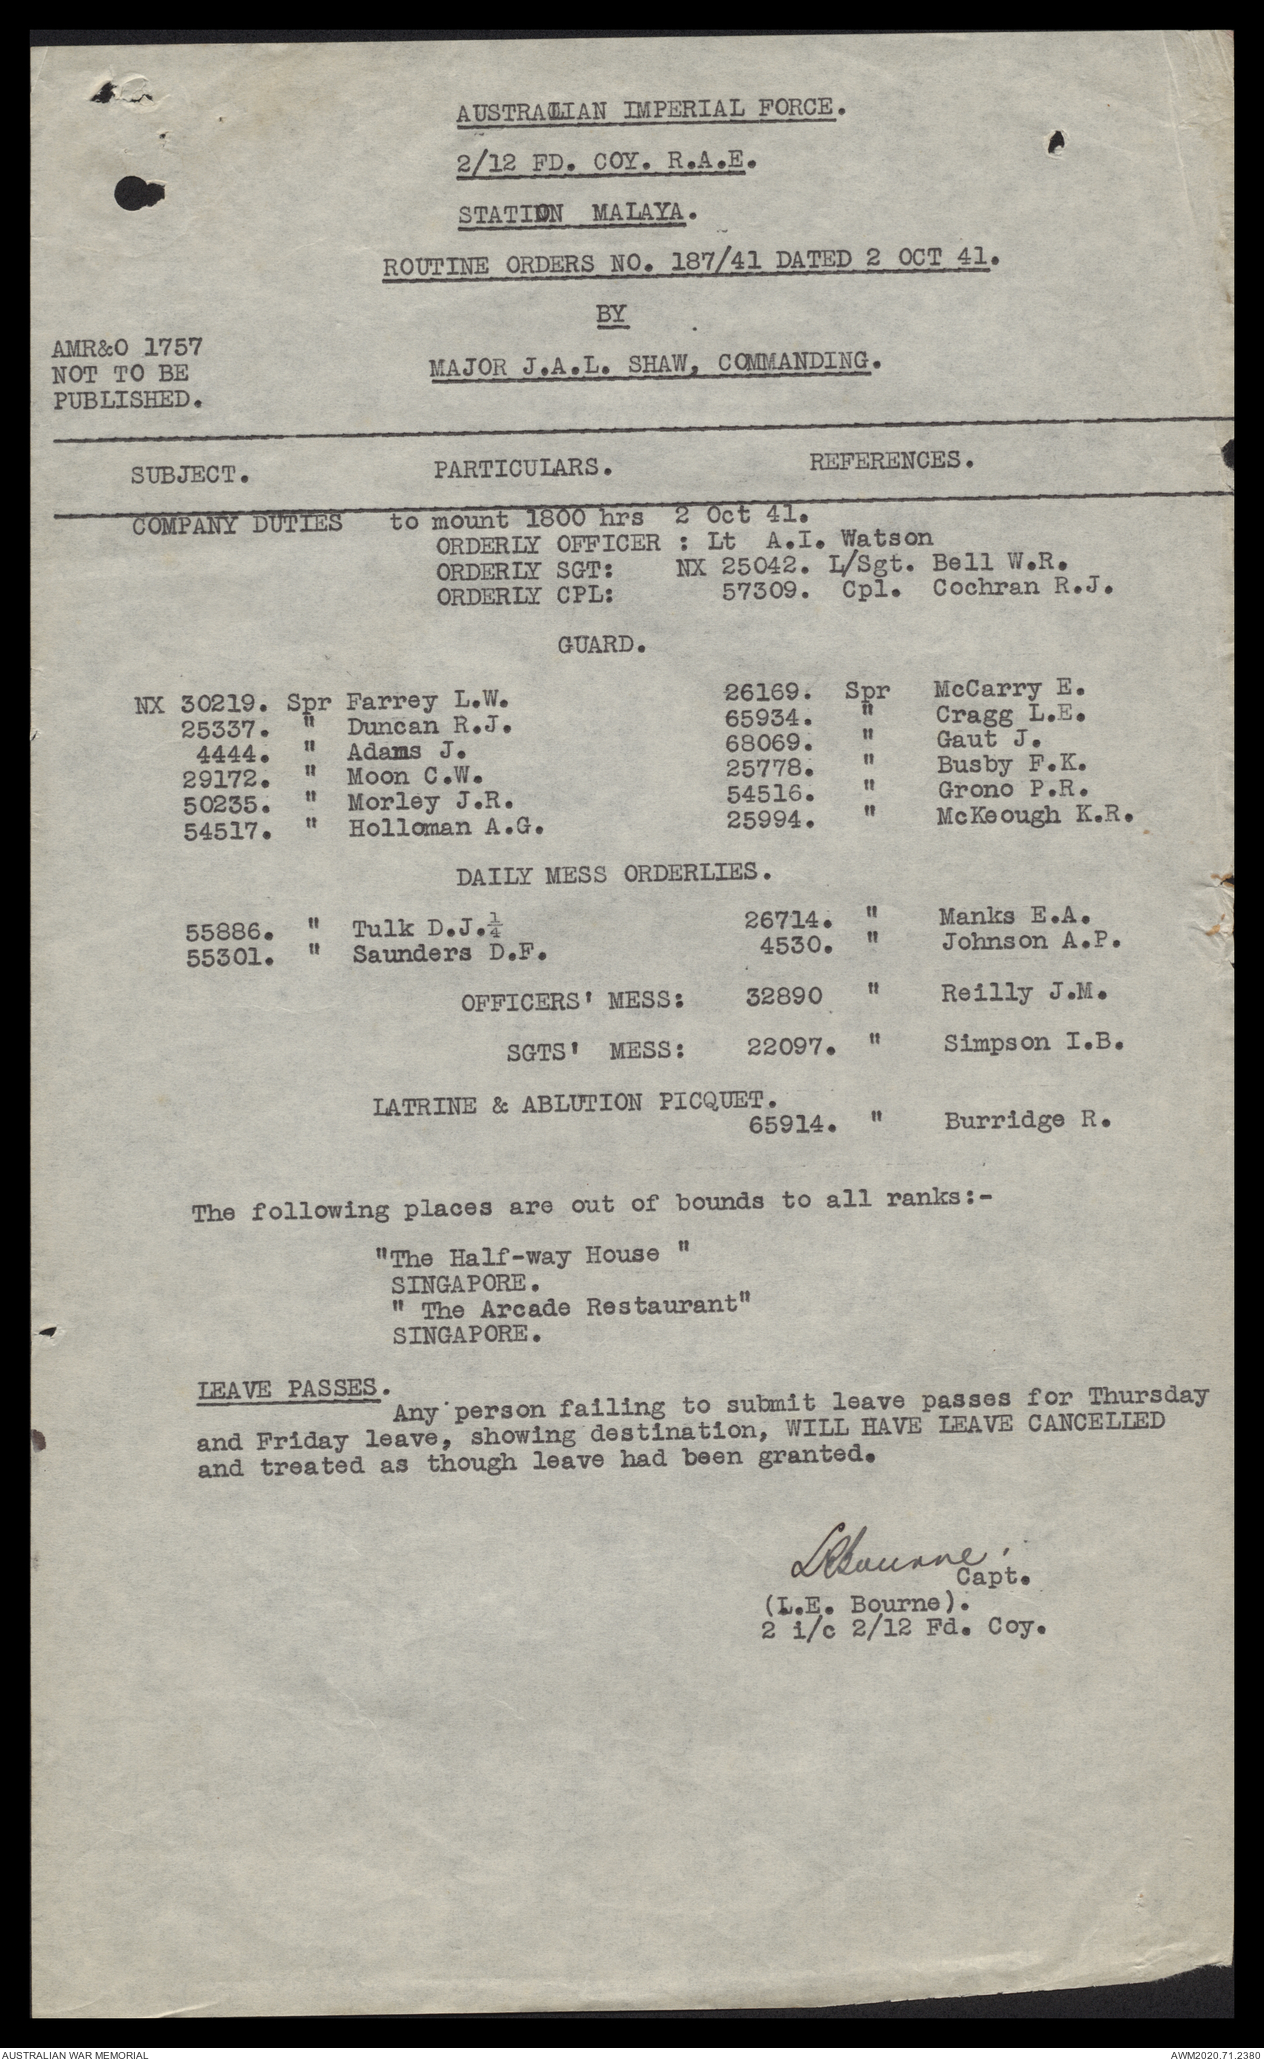 AUSTRALIAN IMPERIAL FORCE.
2/12 FD. COY. R.A.E.
STATION MALAYA.
ROUTINE ORDERS NO. 187/41 DATED 2 OCT 41.
BY
AMR&O 1757
NOT TO BE
PUBLISHED.
MAJOR J.A.L. SHAW, COMMANDING.
SUBJECT. PARTICULARS. REFERENCES.
COMPANY DUTIES to mount 1800 hrs 2 Oct 41.
ORDERLY OFFICER : Lt A.I. Watson
ORDERLY SGT: NX 25042. L/Sgt. Bell W.R.
ORDERLY CPL: 57309. Cpl. Cochran R.J.
GUARD.
NX 30219. Spr Farrey L.W. 26169. Spr McCarry E.
25337. " Duncan R.J. 65934. " Cragg L.E.
4444. " Adams J. 68069. " Gaut J.
29172. " Moon C.W. 25778. " Busby F.K.
50235. " Morley J.R. 54516. " Grono P.R.
54517. " Holloman A.G. 25994. " McKeough K.R.
DAILY MESS ORDERLIES.
55886. " Tulk D.J.¼ 26714. " Manks E.A.
55301. " Saunders D.F. 4530. " Johnson A.P.
OFFICERS' MESS: 32890 " Reilly J.M.
SGTS' MESS: 22097. " Simpson I.B.
LATRINE & ABLUTION PICQUET.
65914. " Burridge R.
The following places are out of bounds to all ranks:-
"The Half-way House "
SINGAPORE.
" The Arcade Restaurant"
SINGAPORE.
LEAVE PASSES.
Any person failing to submit leave passes for Thursday
and Friday leave, showing destination, WILL HAVE LEAVE CANCELLED
and treated as though leave had been granted.
LEBourne
Capt.
(L.E. Bourne).
2 i/c 2/12 Fd. Coy.
AUSTRALIAN WAR MEMORIAL AWM2020.71.2380